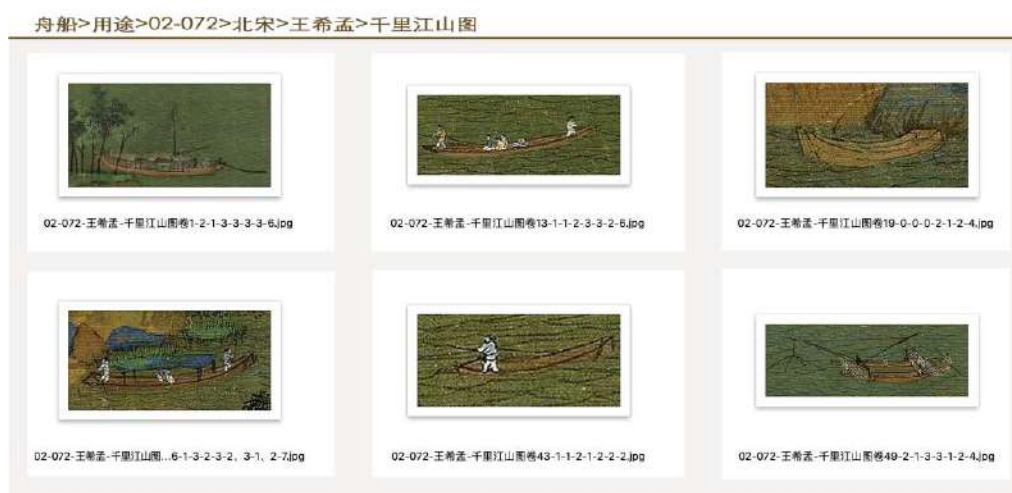 舟船>用途>02-072>北宋>王希孟>千里江山图
02-072-王希孟-千里江山图卷1-2-1-3-3-3-3-6.jpg
02-072-王希孟-千里江山图卷13-1-1-2-3-3-2-6.jpg
02-072-王希孟-千里江山图卷19-0-0-0-2-1-2-4.jpg
02-072-王希孟-千里江山图...6-1-3-2-3-2、3-1、2-7.jpg
02-072-王希孟-千里江山图卷43-1-1-2-1-2-2-2.jpg
02-072-王希孟-千里江山图卷49-2-1-3-3-1-2-4.jpg